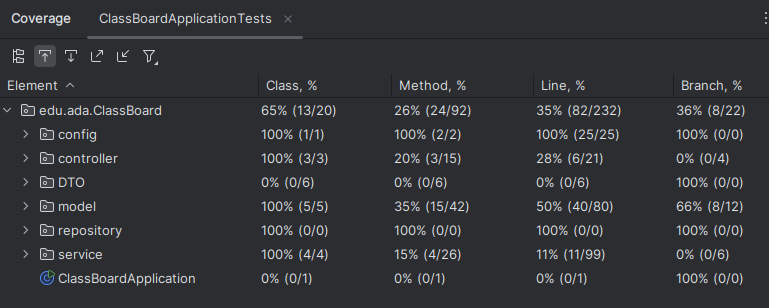 Coverage ClassBoardApplicationTests
Element Class, % Method, % Line, % Branch, %
edu.ada.ClassBoard 65% (13/20) 26% (24/92) 35% (82/232) 36% (8/22)
config 100% (1/1) 100% (2/2) 100% (25/25) 100% (0/0)
controller 100% (3/3) 20% (3/15) 28% (6/21) 0% (0/4)
DTO 0% (0/6) 0% (0/6) 0% (0/6) 100% (0/0)
model 100% (5/5) 35% (15/42) 50% (40/80) 66% (8/12)
repository 100% (0/0) 100% (0/0) 100% (0/0) 100% (0/0)
service 100% (4/4) 15% (4/26) 11% (11/99) 0% (0/6)
ClassBoardApplication 0% (0/1) 0% (0/1) 0% (0/1) 100% (0/0)